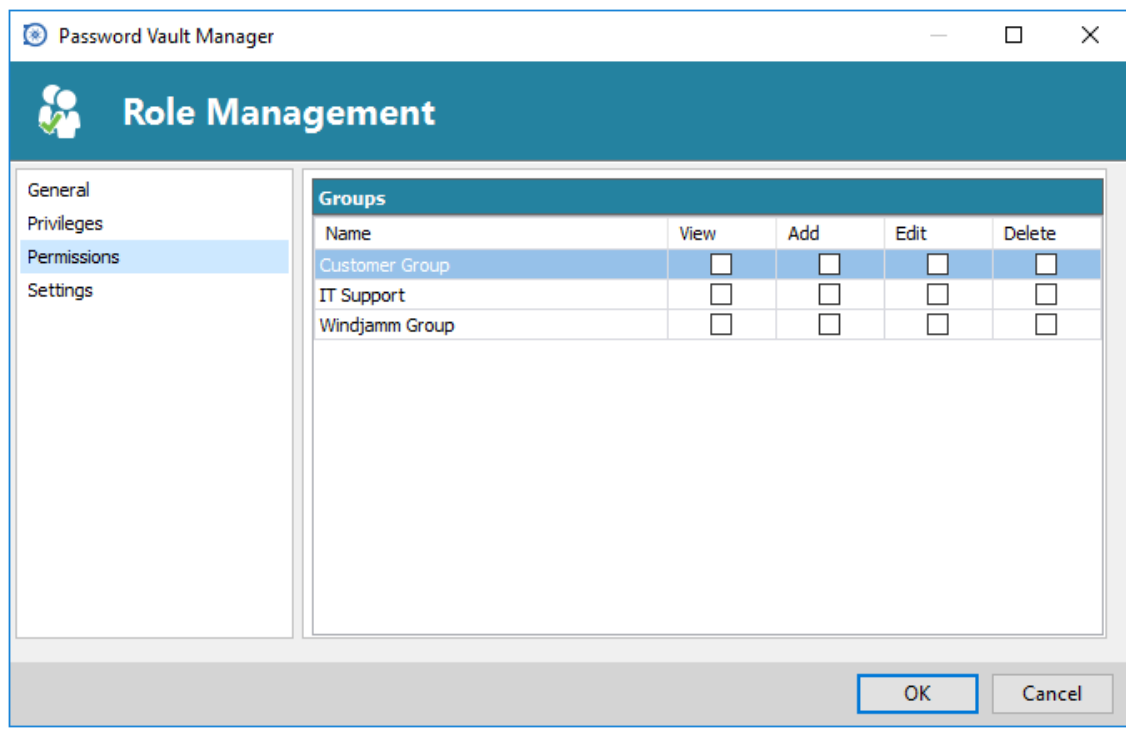 Password Vault Manager
Role Management
General
Privileges
Permissions
Settings
Groups
Name View Add Edit Delete
Customer Group
IT Support
Windjamm Group
OK Cancel